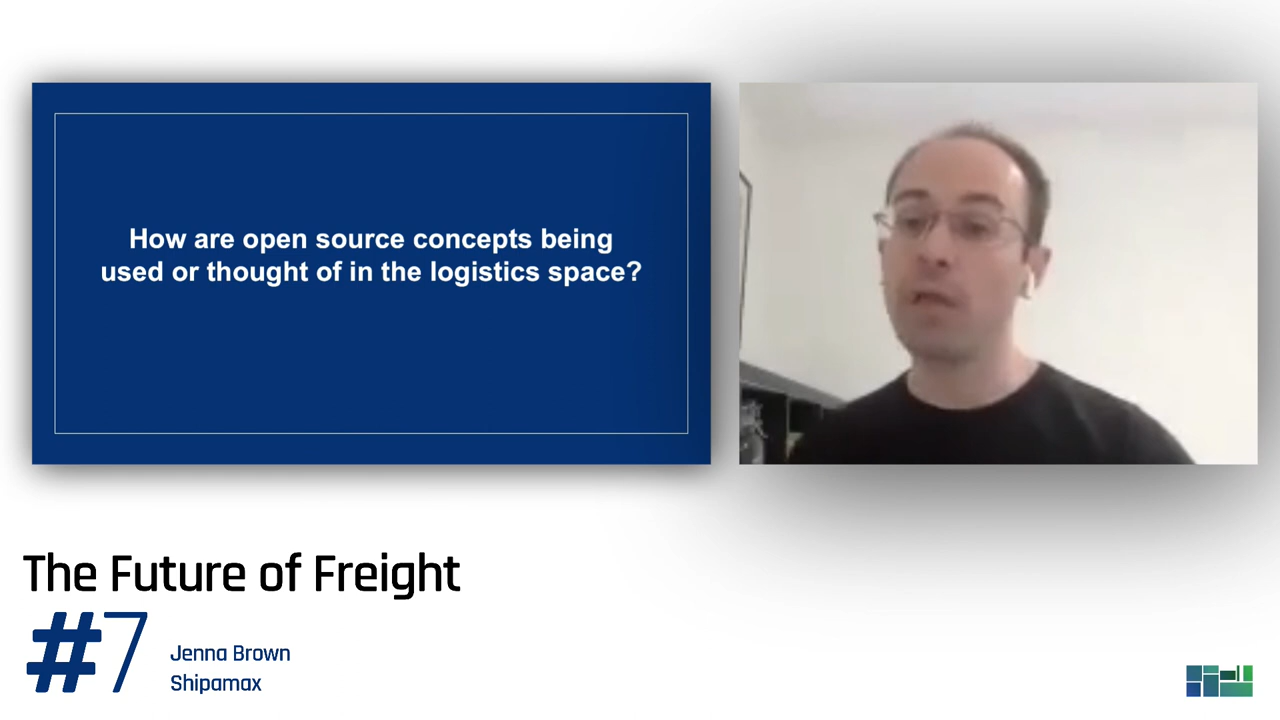 How are open source concepts being
used or thought of in the logistics space?
The Future of Freight
#7
Jenna Brown
Shipamax